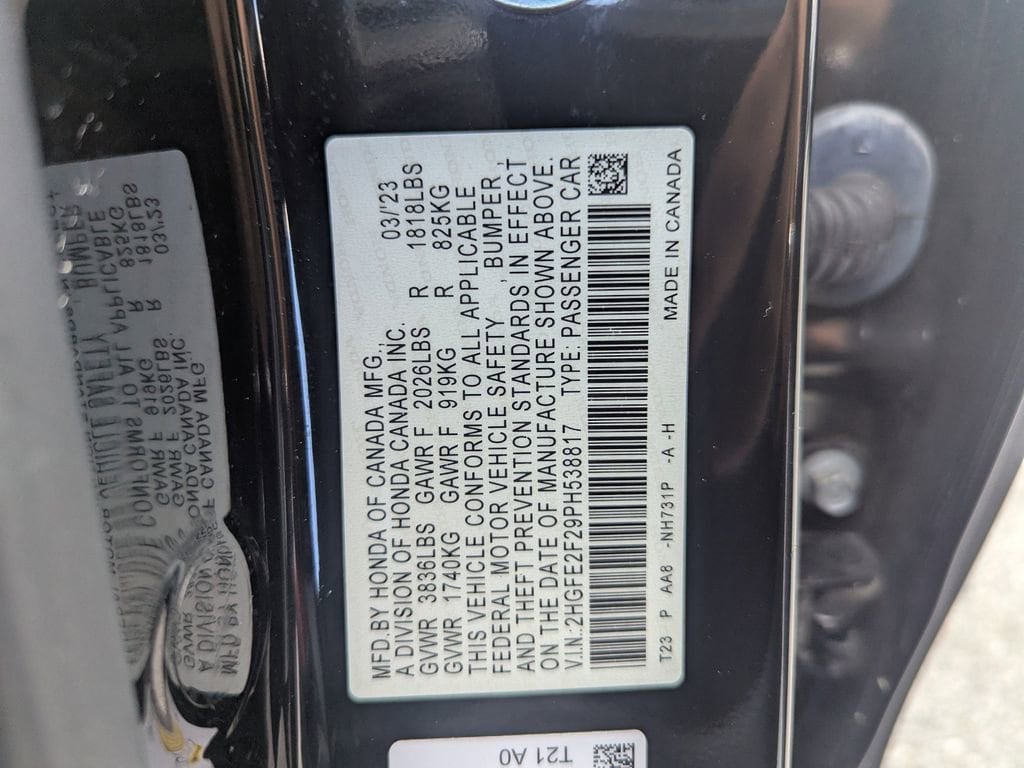 MFD.BY HONDA OF CANADA MFG., 03/23
A DIVISION OF HONDA CANADA INC.
GVWR 3836LBS GAWR F 2026LBS R 1818LBS
GVWR 1740KG GAWR F 919KG R 825KG
THIS VEHICLE CONFORMS TO ALL APPLICABLE
FEDERAL MOTOR VEHICLE SAFETY , BUMPER,
AND THEFT PREVENTION STANDARDS IN EFFECT
ON THE DATE OF MANUFACTURE SHOWN ABOVE.
V.I.N.:2HGFE2F29PH538817 TYPE:PASSENGER CAR
T23 P AA8 -NH731P -A -H MADE IN CANADA
T21 A0